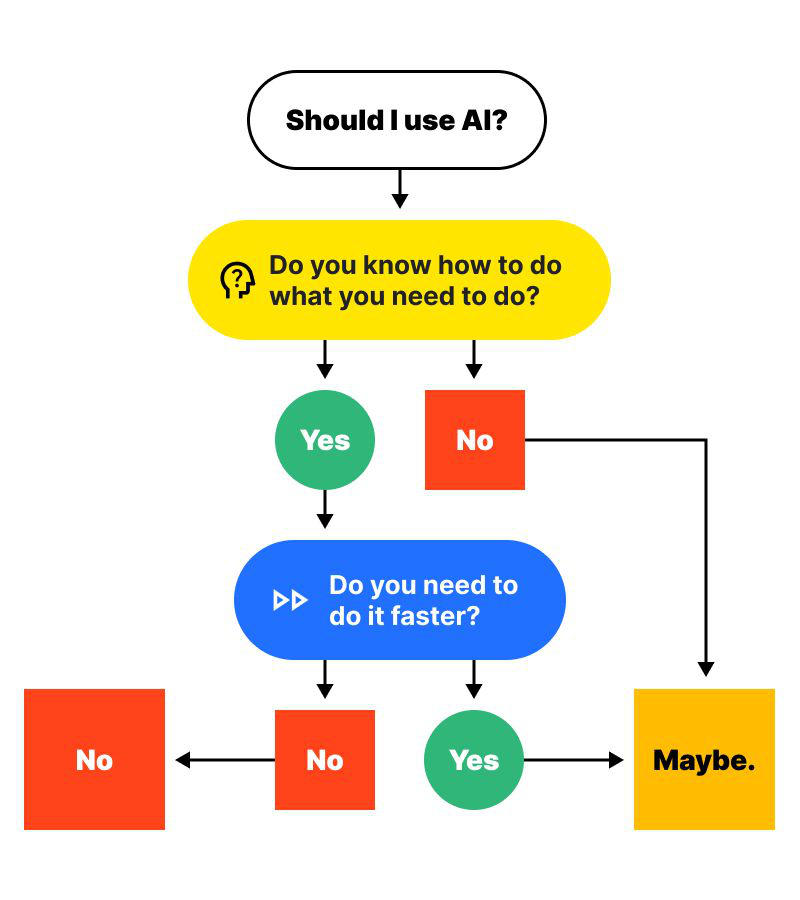 Should I use AI?
Do you know how to do
what you need to do?
Yes
No
Do you need to
do it faster?
No
No
Yes
Maybe.